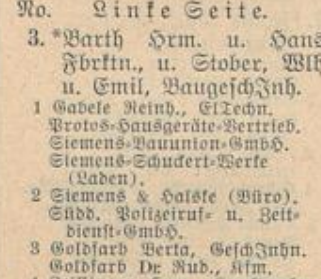 No. Linke Seite.
3. *Barth Hrm. u. Hans
Fbrktn., u. Stober, Wlh
u. Emil, BaugeschInh.
1 Gabele Reinh., ElTechn.
Protos-Hausgeräte-Vertrieb.
Siemens-Bauunion-GmbH.
Siemens-Schuckert-Werke
(Laden).
2 Siemens & Halske (Büro).
Südd. Polizeiruf- u. Zeit-
dienst-GmbH.
3 Goldfarb Berta, GeschInhn.
Goldfarb Dr Rud., Kfm.